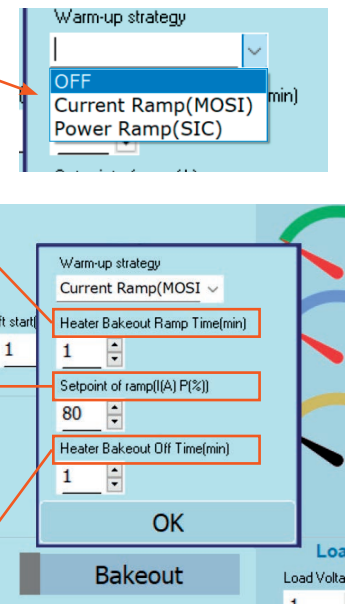 Warm-up strategy
OFF
Current Ramp(MOSI)
Power Ramp(SIC)
min)
Warm-up strategy
Current Ramp(MOSI
ft start(
Heater Bakeout Ramp Time(min)
1
1
Setpoint of ramp(I(A) P(%))
80
Heater Bakeout Off Time(min)
1
OK
Loa
Bakeout
Load Volta